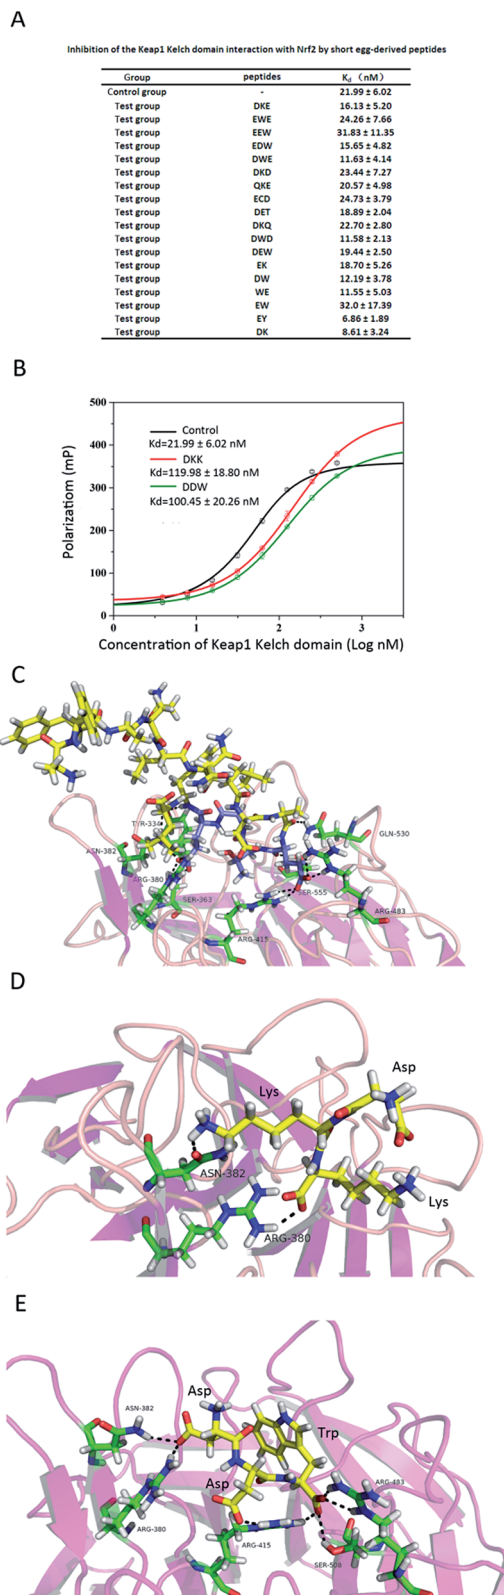 A
Inhibition of the Keap1 Kelch domain interaction with Nrf2 by short egg-derived peptides
Group peptides Kd (nM)
Control group - 21.99 ± 6.02
Test group DKE 16.13 ± 5.20
Test group EWE 24.26 ± 7.66
Test group EEW 31.83 ± 11.35
Test group EDW 15.65 ± 4.82
Test group DWE 11.63 ± 4.14
Test group DKD 23.44 ± 7.27
Test group QKE 20.57 ± 4.98
Test group ECD 24.73 ± 3.79
Test group DET 18.89 ± 2.04
Test group DKQ 22.70 ± 2.80
Test group DWD 11.58 ± 2.13
Test group DEW 19.44 ± 2.50
Test group EK 18.70 ± 5.26
Test group DW 12.19 ± 3.78
Test group WE 11.55 ± 5.03
Test group EW 32.0 ± 17.39
Test group EY 6.86 ± 1.89
Test group DK 8.61 ± 3.24
B
500
400
300
200
100
0
Polarizatiom (mP)
Control
Kd=21.99 ± 6.02 nM
DKK
Kd=119.98 ± 18.80 nM
DDW
Kd=100.45 ± 20.26 nM
0 1 2 3
Concentration of Keap1 Kelch domain (Log nM)
C
TYR-334
GLN-530
ASN-382
ARG-380
SER-363
SER-555
ARG-483
ARG-415
D
Asp
Lys
ASN-382
Lys
ARG-380
E
Asp
ASN-382
Trp
Asp
ARG-483
ARG-380
ARG-415
SER-508